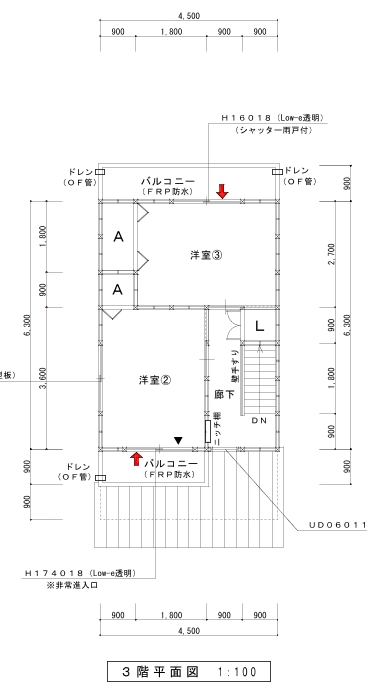 4,500
900 1,800 900 900
H16018 (Low-e透明)
(シャッター雨戸付)
ドレン
(OF管)
バルコニー
(FRP防水)
ドレン
(OF管)
900
A
洋室③
1,800
2,700
A
900
L
900
6,300
6,300
型板)
3,600
洋室②
壁手すり
廊下
1,800
DN
ニッチ棚
900
900
ドレン
(OF管)
バルコニー
(FRP防水)
900
900
UD06011
H174018 (Low-e透明)
※非常進入口
900 1,800 900 900
4,500
3階平面図 1:100